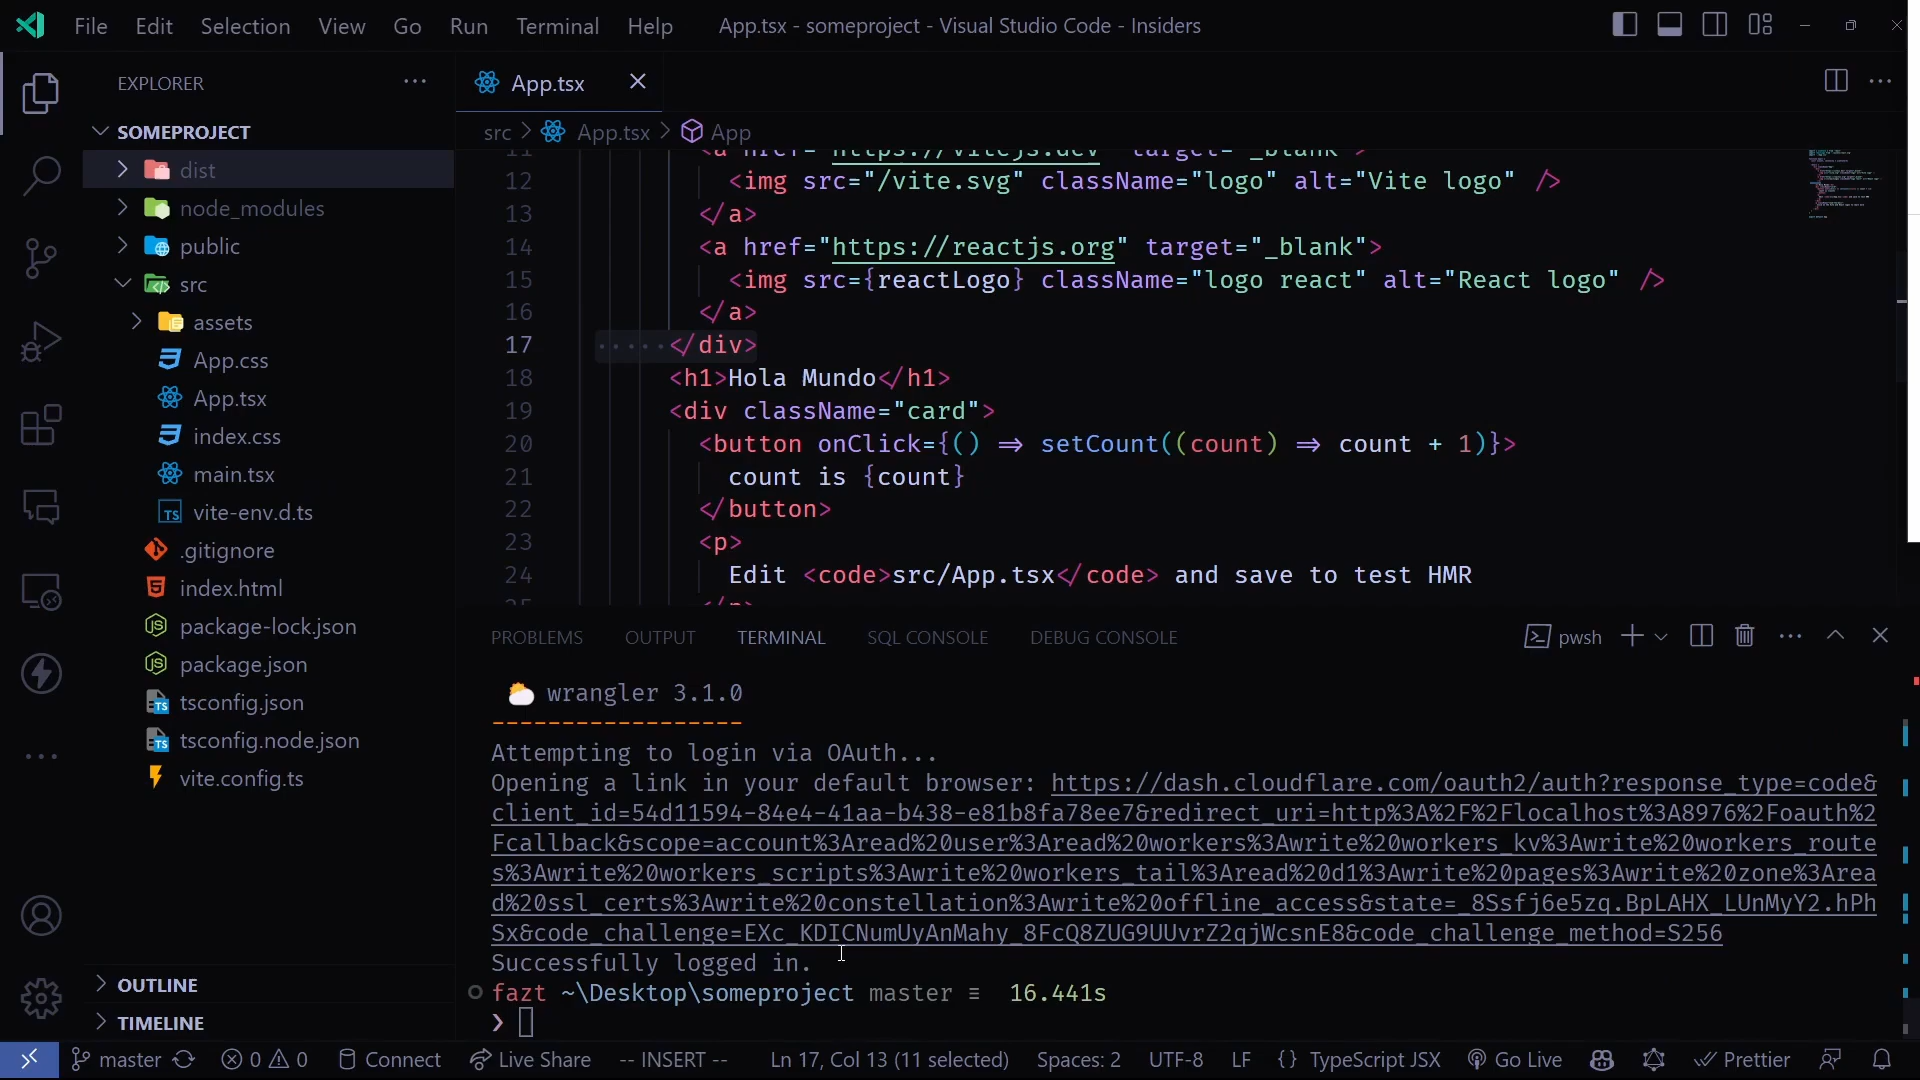 File Edit Selection View Go Run Terminal Help App.tsx - someproject - Visual Studio Code - Insiders
EXPLORER
SOMEPROJECT
dist
node_modules
public
src
assets
App.css
App.tsx
index.css
main.tsx
vite-env.d.ts
.gitignore
index.html
package-lock.json
package.json
tsconfig.json
tsconfig.node.json
vite.config.ts
OUTLINE
TIMELINE
App.tsx
src > App.tsx > App
11 <a href="https://vitejs.dev" target="_blank">
12 <img src="/vite.svg" className="logo" alt="Vite logo" />
13 </a>
14 <a href="https://reactjs.org" target="_blank">
15 <img src={reactLogo} className="logo react" alt="React logo" />
16 </a>
17 </div>
18 <h1>Hola Mundo</h1>
19 <div className="card">
20 <button onClick={() => setCount((count) => count + 1)}>
21 count is {count}
22 </button>
23 <p>
24 Edit <code>src/App.tsx</code> and save to test HMR
25 </p>
PROBLEMS OUTPUT TERMINAL SQL CONSOLE DEBUG CONSOLE pwsh
wrangler 3.1.0
------------------
Attempting to login via OAuth...
Opening a link in your default browser: https://dash.cloudflare.com/oauth2/auth?response_type=code&
client_id=54d11594-84e4-41aa-b438-e81b8fa78ee7&redirect_uri=http%3A%2F%2Flocalhost%3A8976%2Foauth%2
Fcallback&scope=account%3Aread%20user%3Aread%20workers%3Awrite%20workers_kv%3Awrite%20workers_route
s%3Awrite%20workers_scripts%3Awrite%20workers_tail%3Aread%20d1%3Awrite%20pages%3Awrite%20zone%3Area
d%20ssl_certs%3Awrite%20constellation%3Awrite%20offline_access&state=_8Ssfj6e5zq.BpLAHX_LUnMyY2.hPh
Sx&code_challenge=EXc_KDICNumUyAnMahy_8FcQ8ZUG9UUvrZ2qjWcsnE8&code_challenge_method=S256
Successfully logged in.
fazt ~\Desktop\someproject master ≡ 16.441s
❯
master 0 0 Connect Live Share -- INSERT -- Ln 17, Col 13 (11 selected) Spaces: 2 UTF-8 LF {} TypeScript JSX Go Live Prettier